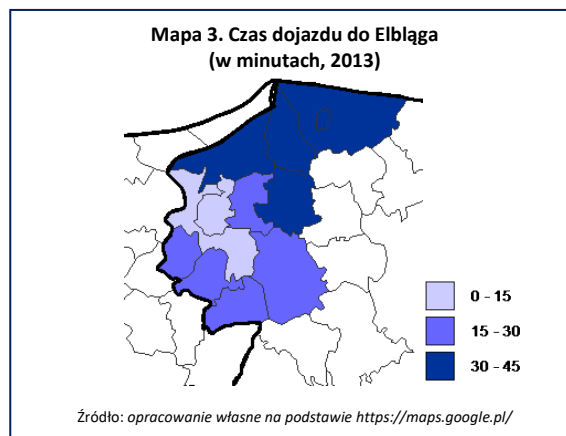 Mapa 3. Czas dojazdu do Elbląga
(w minutach, 2013)
0 - 15
15 - 30
30 - 45
Źródło: opracowanie własne na podstawie https://maps.google.pl/